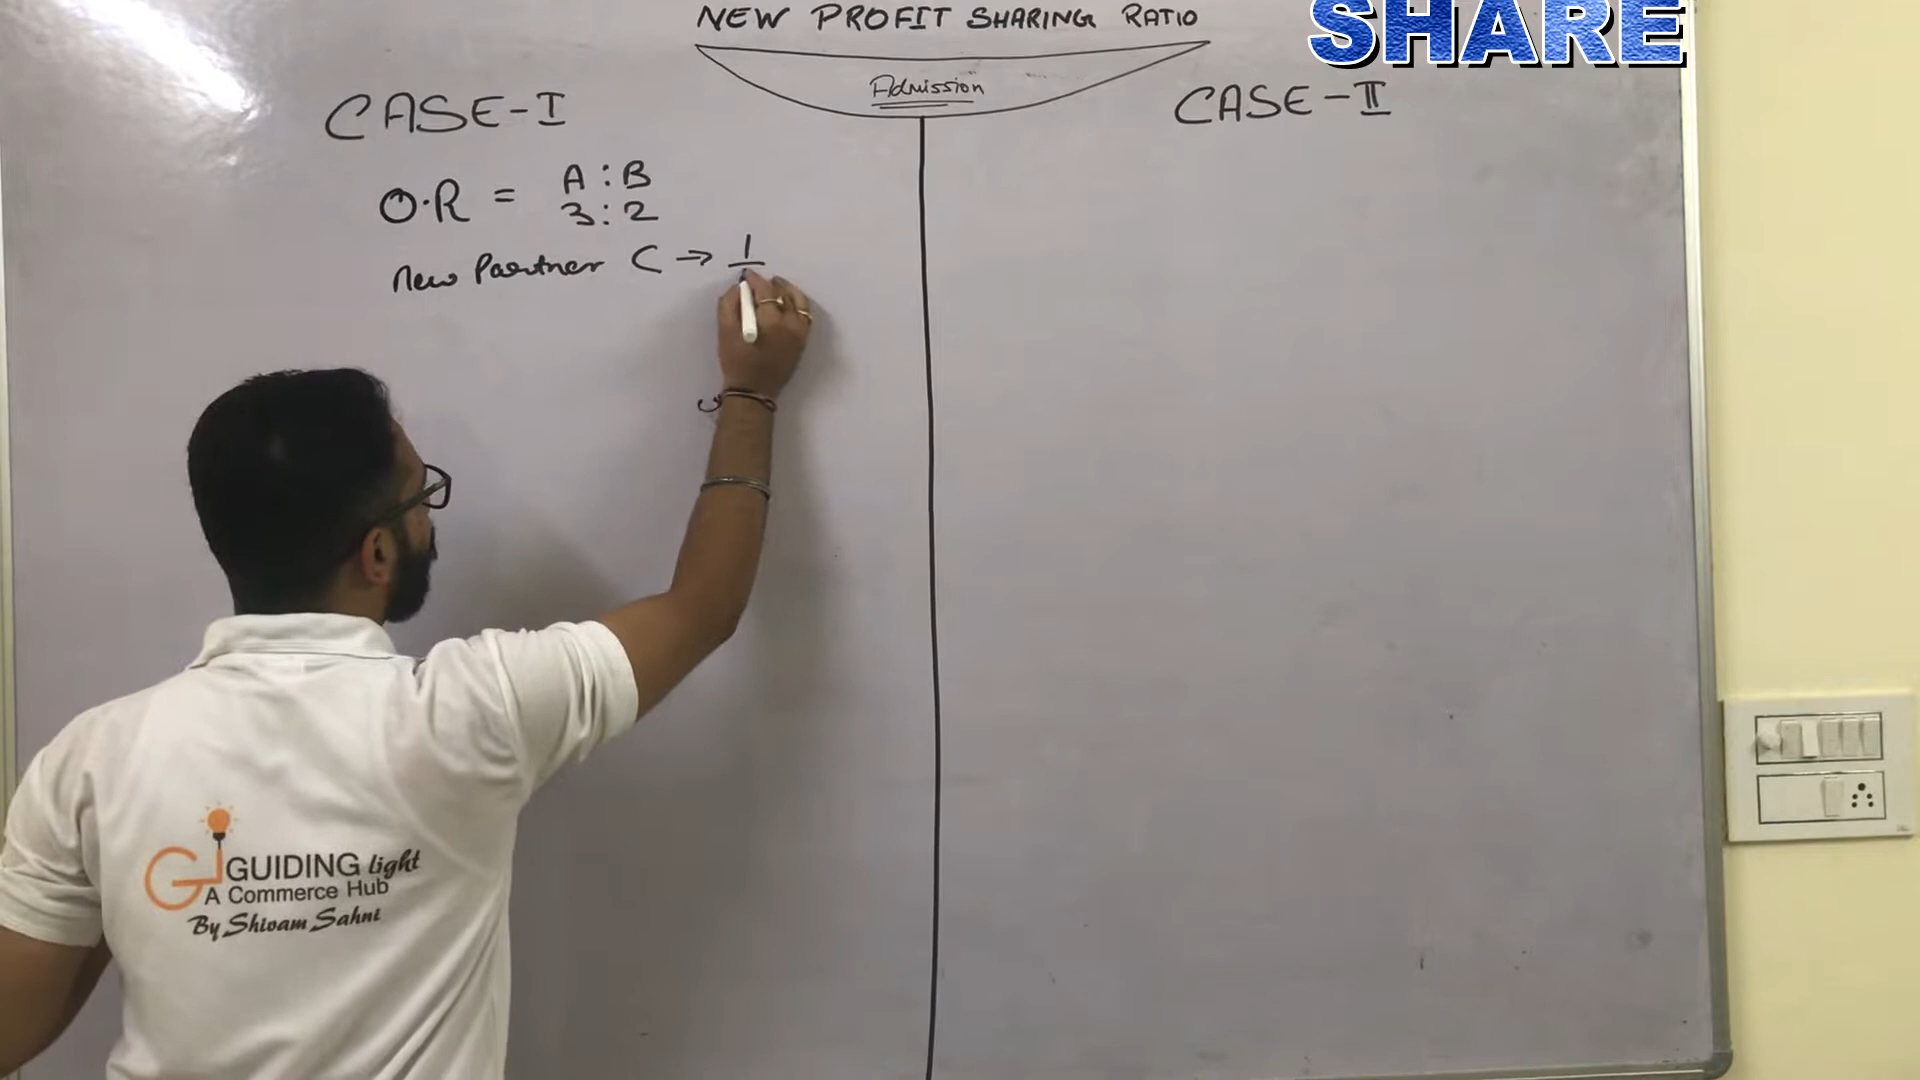 NEW PROFIT SHARING RATIO
SHARE
Admission
CASE-I
CASE-II
O.R = A : B
3 : 2
New Partner C → 1
GUIDING light
A Commerce Hub
By Shivam Sahni